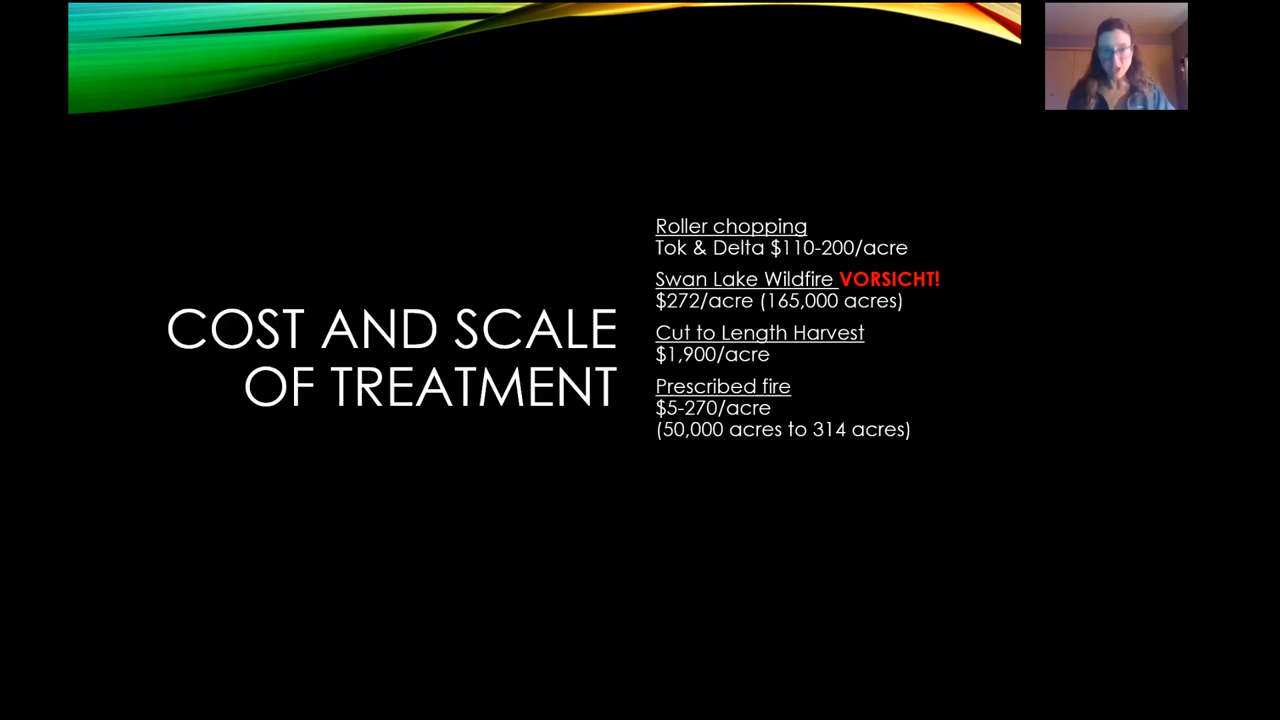 COST AND SCALE
OF TREATMENT
Roller chopping
Tok & Delta $110-200/acre
Swan Lake Wildfire VORSICHT!
$272/acre (165,000 acres)
Cut to Length Harvest
$1,900/acre
Prescribed fire
$5-270/acre
(50,000 acres to 314 acres)